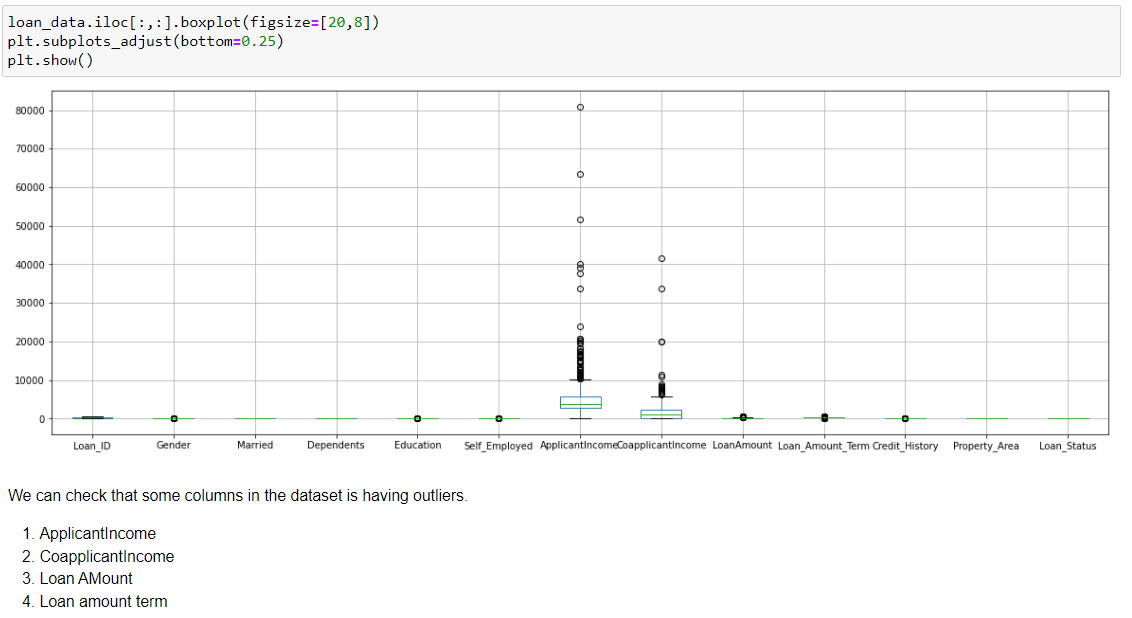 loan_data.iloc[:,:].boxplot(figsize=[20,8])
plt.subplots_adjust(bottom=0.25)
plt.show()
80000
70000
60000
50000
40000
30000
20000
10000
0
Loan_ID Gender Married Dependents Education Self_Employed ApplicantIncome CoapplicantIncome LoanAmount Loan_Amount_Term Credit_History Property_Area Loan_Status
We can check that some columns in the dataset is having outliers.
1. ApplicantIncome
2. CoapplicantIncome
3. Loan AMount
4. Loan amount term